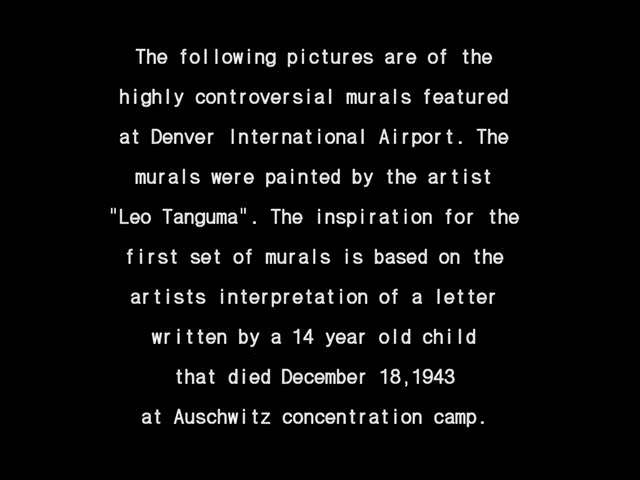 The following pictures are of the
highly controversial murals featured
at Denver International Airport. The
murals were painted by the artist
"Leo Tanguma". The inspiration for the
first set of murals is based on the
artists interpretation of a letter
written by a 14 year old child
that died December 18,1943
at Auschwitz concentration camp.